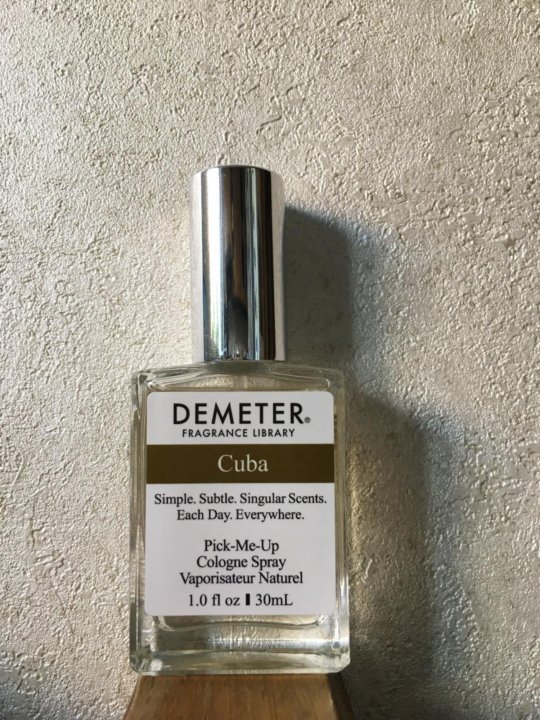 DEMETER®
FRAGRANCE LIBRARY
Cuba
Simple. Subtle. Singular Scents.
Each Day. Everywhere.
Pick-Me-Up
Cologne Spray
Vaporisateur Naturel
1.0 fl oz ▮ 30mL